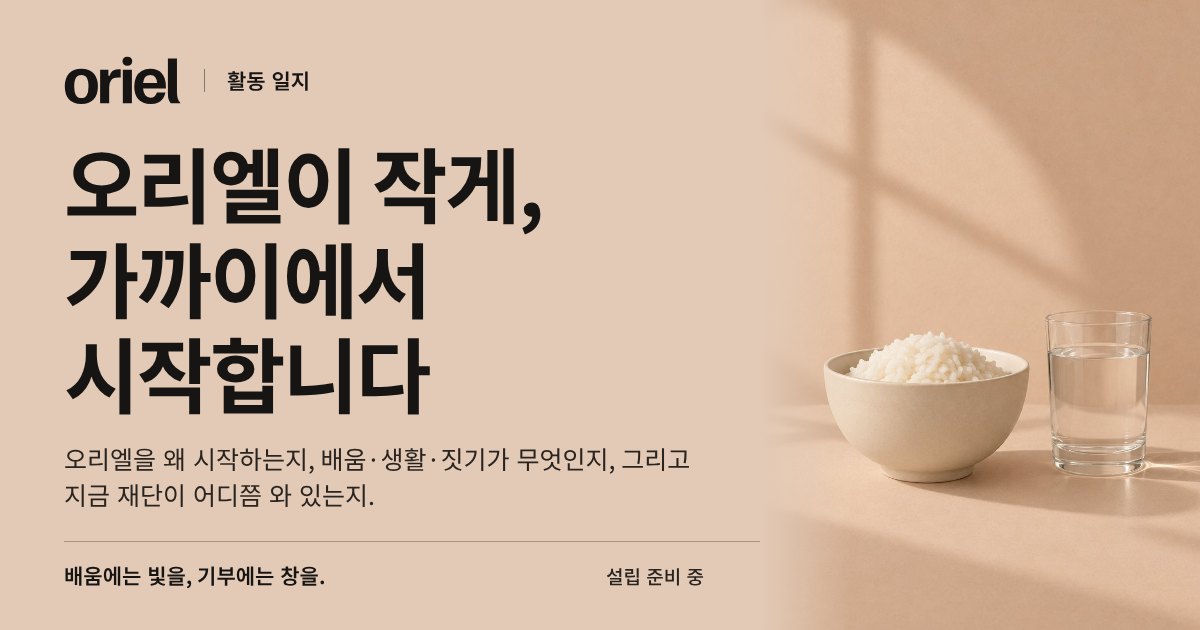 oriel
활동 일지
오리엘이 작게,
가까이에서
시작합니다
오리엘을 왜 시작하는지, 배움·생활·짓기가 무엇인지, 그리고
지금 재단이 어디쯤 와 있는지.
배움에는 빛을, 기부에는 창을.
설립 준비 중